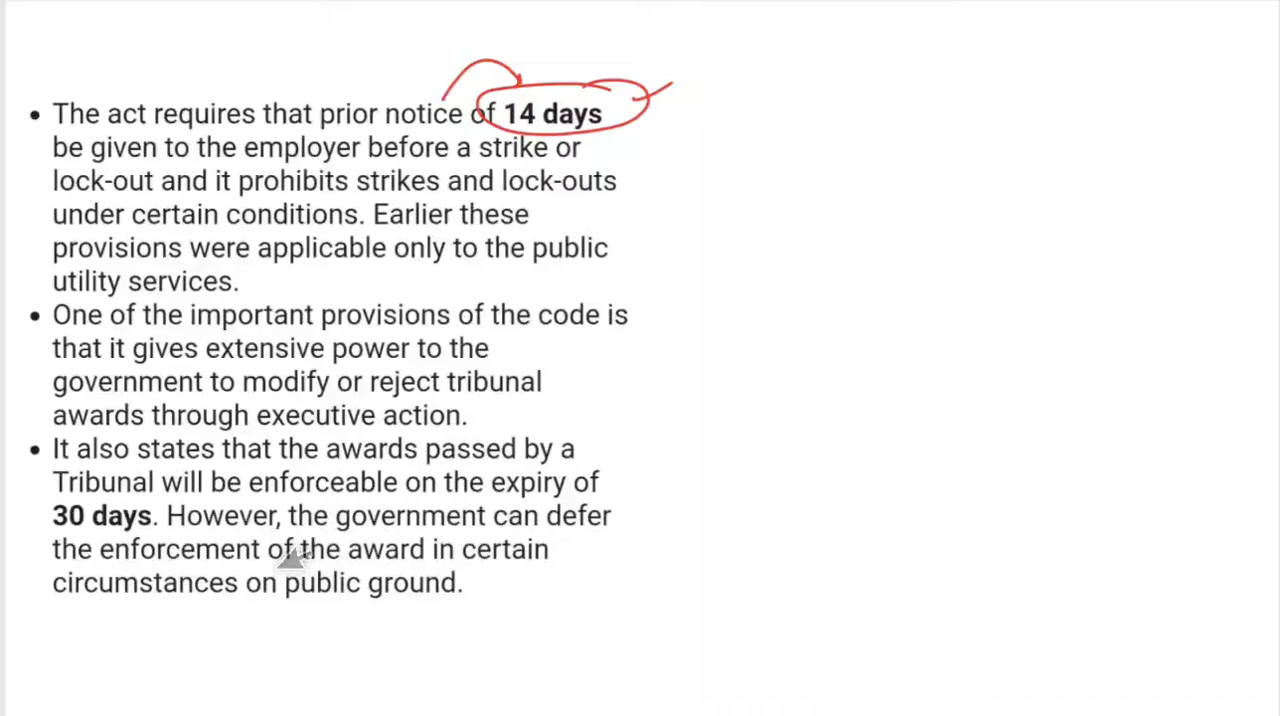 • The act requires that prior notice of 14 days
be given to the employer before a strike or
lock-out and it prohibits strikes and lock-outs
under certain conditions. Earlier these
provisions were applicable only to the public
utility services.
• One of the important provisions of the code is
that it gives extensive power to the
government to modify or reject tribunal
awards through executive action.
• It also states that the awards passed by a
Tribunal will be enforceable on the expiry of
30 days. However, the government can defer
the enforcement of the award in certain
circumstances on public ground.